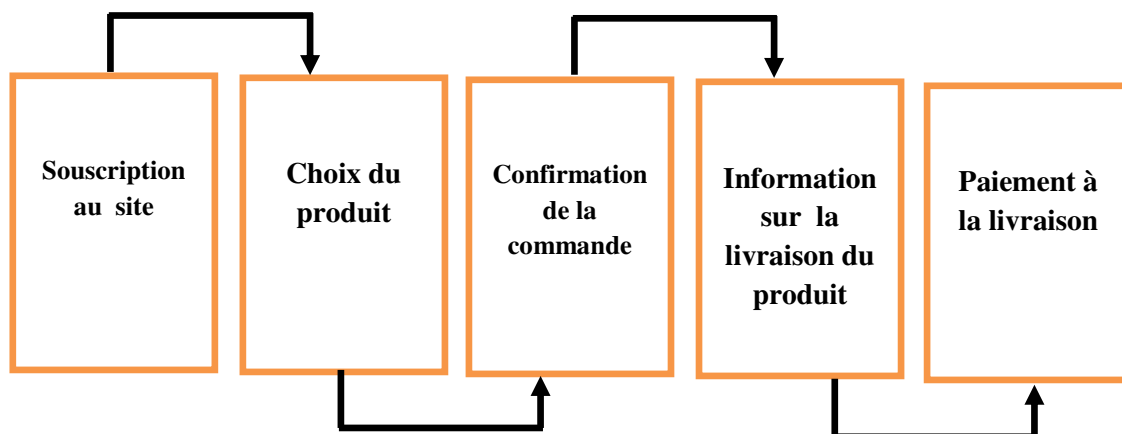 Souscription
au site
Choix du
produit
Confirmation
de la
commande
Information
sur la
livraison du
produit
Paiement à
la livraison